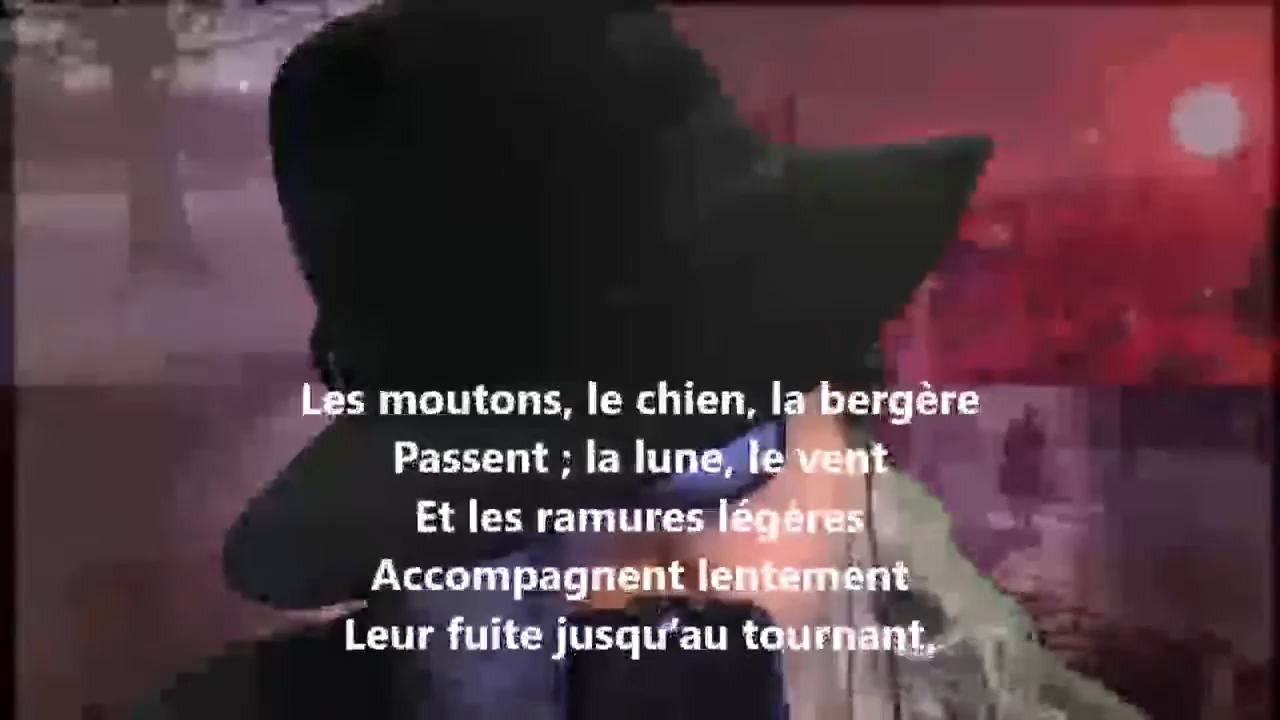 Les moutons, le chien, la bergère
Passent ; la lune, le vent
Et les ramures légères
Accompagnent lentement
Leur fuite jusqu’au tournant.